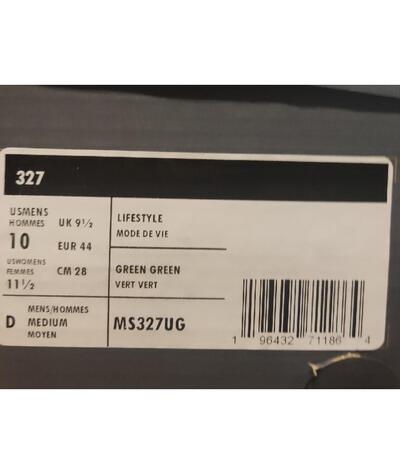 327
USMENS
HOMMES
10
UK 9½
EUR 44
USWOMENS
FEMMES
11½
CM 28
LIFESTYLE
MODE DE VIE
GREEN GREEN
VERT VERT
D
MENS/HOMMES
MEDIUM
MOYEN
MS327UG
1 96432 71186 4